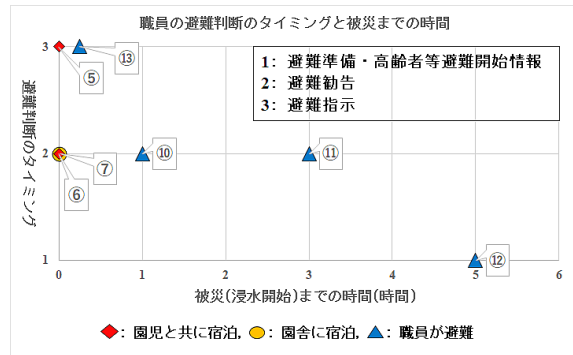 職員の避難判断のタイミングと被災までの時間
避難判断のタイミング
3
2
1
1: 避難準備・高齢者等避難開始情報
2: 避難勧告
3: 避難指示
⑤
⑬
⑦
⑥
⑩
⑪
⑫
0 1 3 4 5 6
被災(浸水開始)までの時間(時間)
: 園児と共に宿泊, : 園舎に宿泊, : 職員が避難